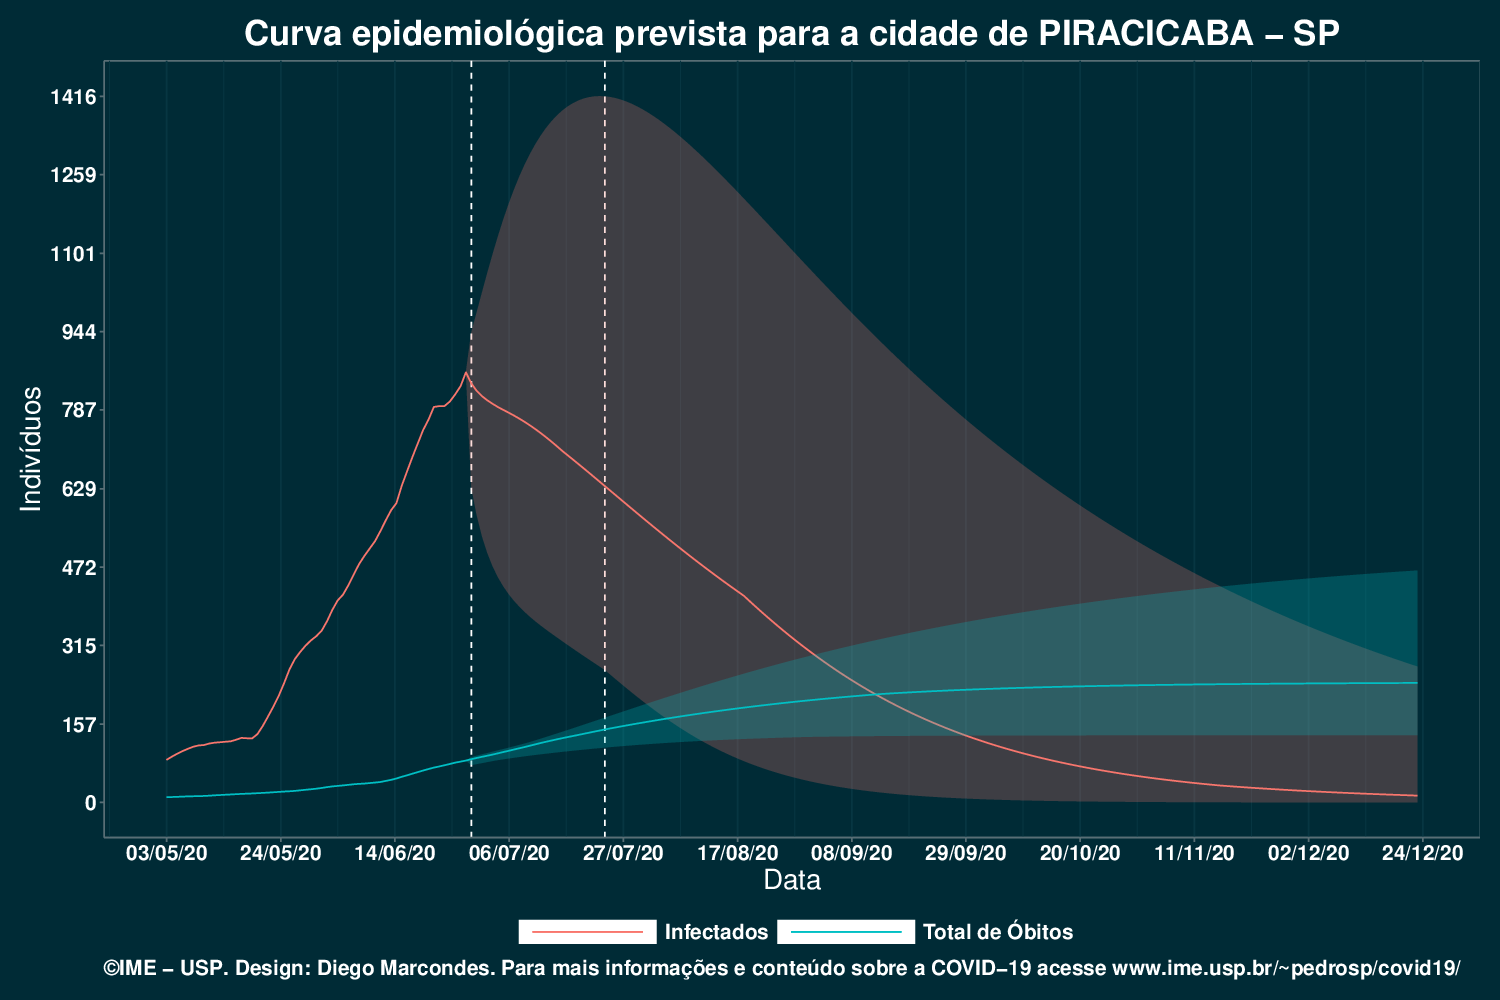 Curva epidemiológica prevista para a cidade de PIRACICABA – SP
Indivíduos
1416
1259
1101
944
787
629
472
315
157
0
03/05/20 24/05/20 14/06/20 06/07/20 27/07/20 17/08/20 08/09/20 29/09/20 20/10/20 11/11/20 02/12/20 24/12/20
Data
Infectados Total de Óbitos
©IME – USP. Design: Diego Marcondes. Para mais informações e conteúdo sobre a COVID–19 acesse www.ime.usp.br/~pedrosp/covid19/